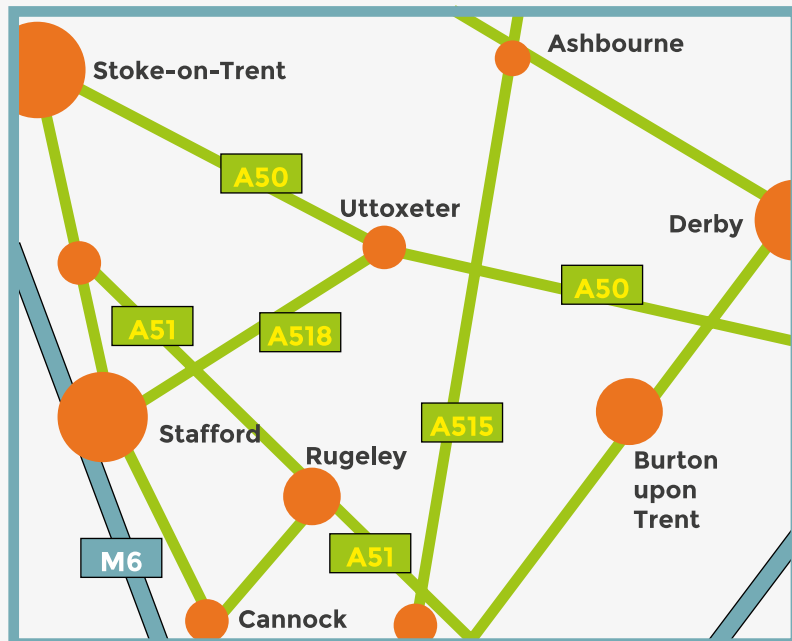 Ashbourne
Stoke-on-Trent
A50
Uttoxeter
Derby
A50
A51
A518
A515
Stafford
Rugeley
Burton
upon
Trent
A51
M6
Cannock